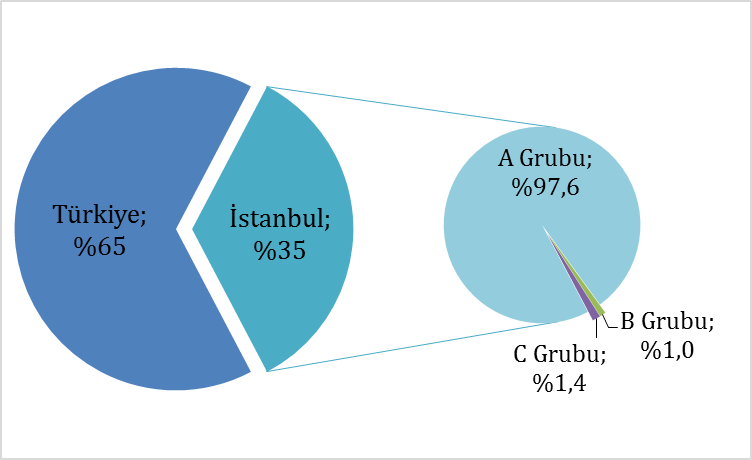 Türkiye;
%65
İstanbul;
%35
A Grubu;
%97,6
B Grubu;
%1,0
C Grubu;
%1,4